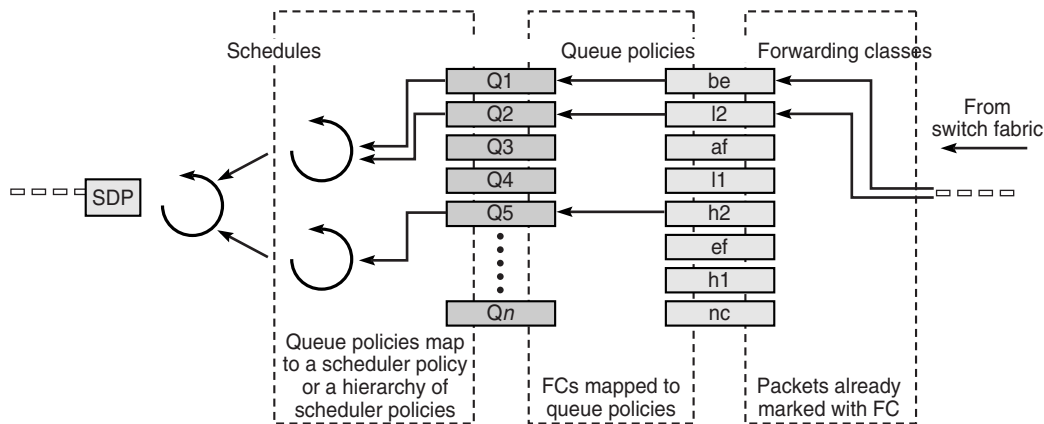 Schedules
Queue policies
Forwarding classes
Q1
be
Q2
l2
From
switch fabric
Q3
af
Q4
l1
SDP
Q5
h2
ef
h1
Qn
nc
Queue policies map
to a scheduler policy
or a hierarchy of
scheduler policies
FCs mapped to
queue policies
Packets already
marked with FC